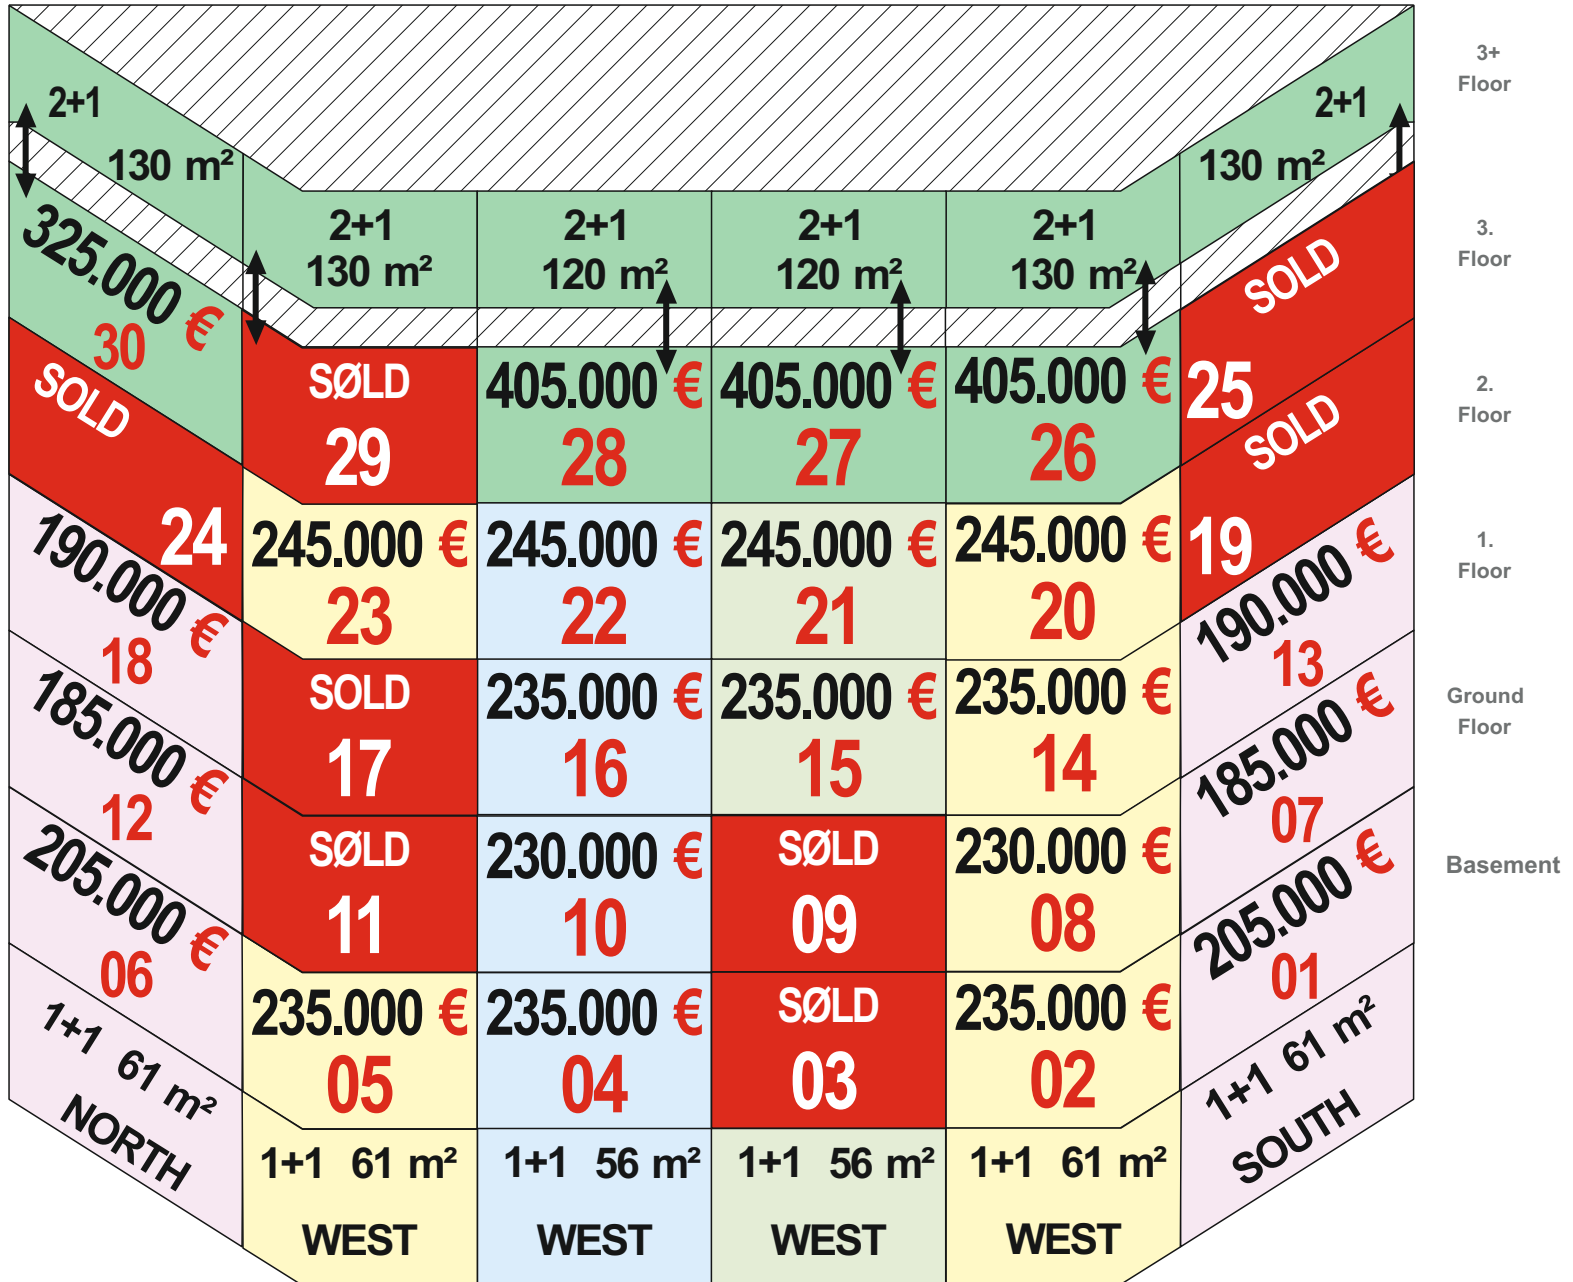 3+
Floor
2+1
130 m²
2+1
130 m²
2+1
130 m²
2+1
120 m²
2+1
120 m²
2+1
130 m²
3.
Floor
325.000 €
30
SØLD
29
405.000 €
28
405.000 €
27
405.000 €
26
SOLD
25
2.
Floor
SOLD
24
245.000 €
23
245.000 €
22
245.000 €
21
245.000 €
20
SOLD
19
1.
Floor
190.000 €
18
SOLD
17
235.000 €
16
235.000 €
15
235.000 €
14
190.000 €
13
Ground
Floor
185.000 €
12
SØLD
11
230.000 €
10
SØLD
09
230.000 €
08
185.000 €
07
Basement
205.000 €
06
235.000 €
05
235.000 €
04
SØLD
03
235.000 €
02
205.000 €
01
1+1 61 m²
NORTH
1+1 61 m²
WEST
1+1 56 m²
WEST
1+1 56 m²
WEST
1+1 61 m²
WEST
1+1 61 m²
SOUTH